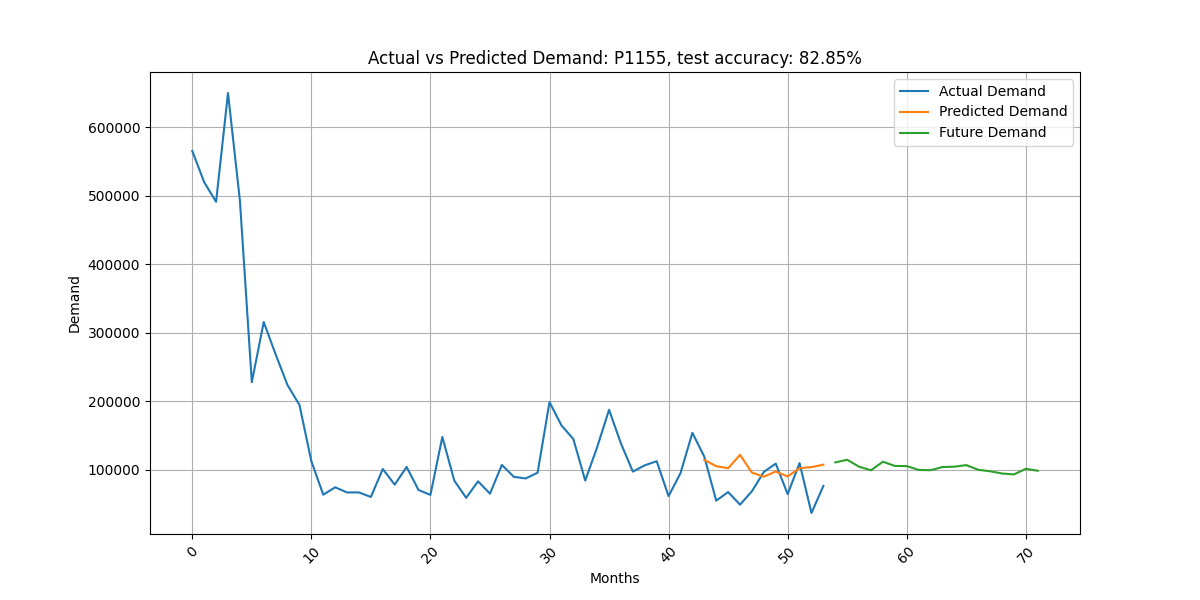 Actual vs Predicted Demand: P1155, test accuracy: 82.85%
Actual Demand
Predicted Demand
Future Demand
600000
500000
400000
300000
200000
100000
Demand
0
10
20
30
40
50
60
70
Months